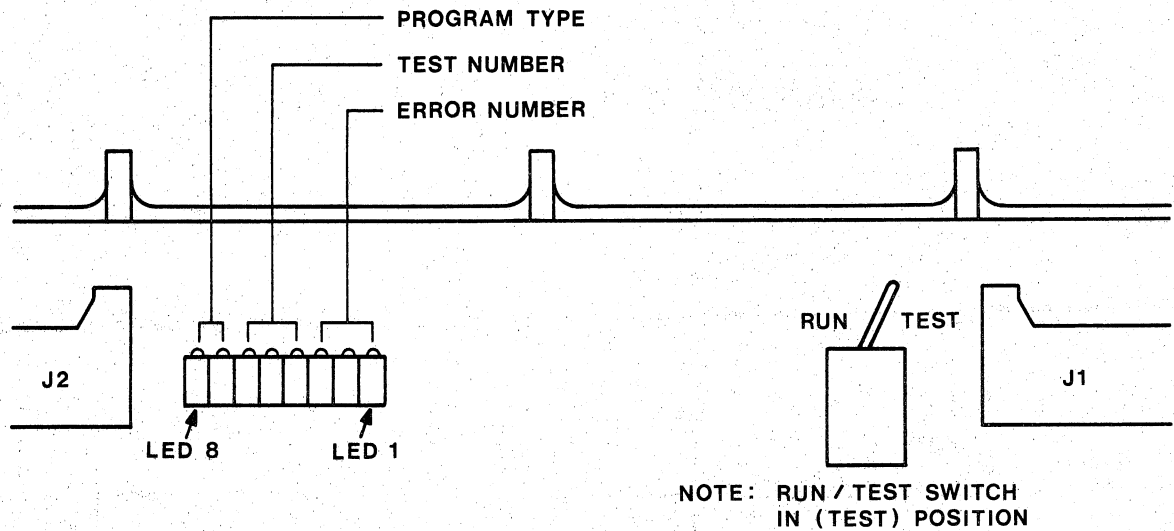 PROGRAM TYPE
TEST NUMBER
ERROR NUMBER
RUN
TEST
J2
J1
LED 8
LED 1
NOTE: RUN / TEST SWITCH
IN (TEST) POSITION